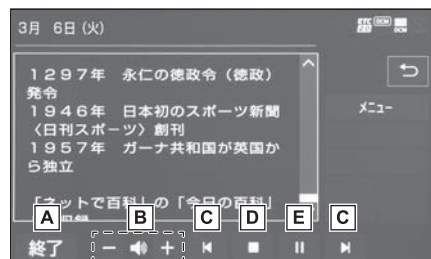 3月 6日 (火)
ETC DCM
DCM
1297年 永仁の徳政令（徳政）
発令
1946年 日本初のスポーツ新聞
〈日刊スポーツ〉創刊
1957年 ガーナ共和国が英国か
ら独立
「ネットで百科」の「今日の百科」
メニュー
A B C D E C
終了